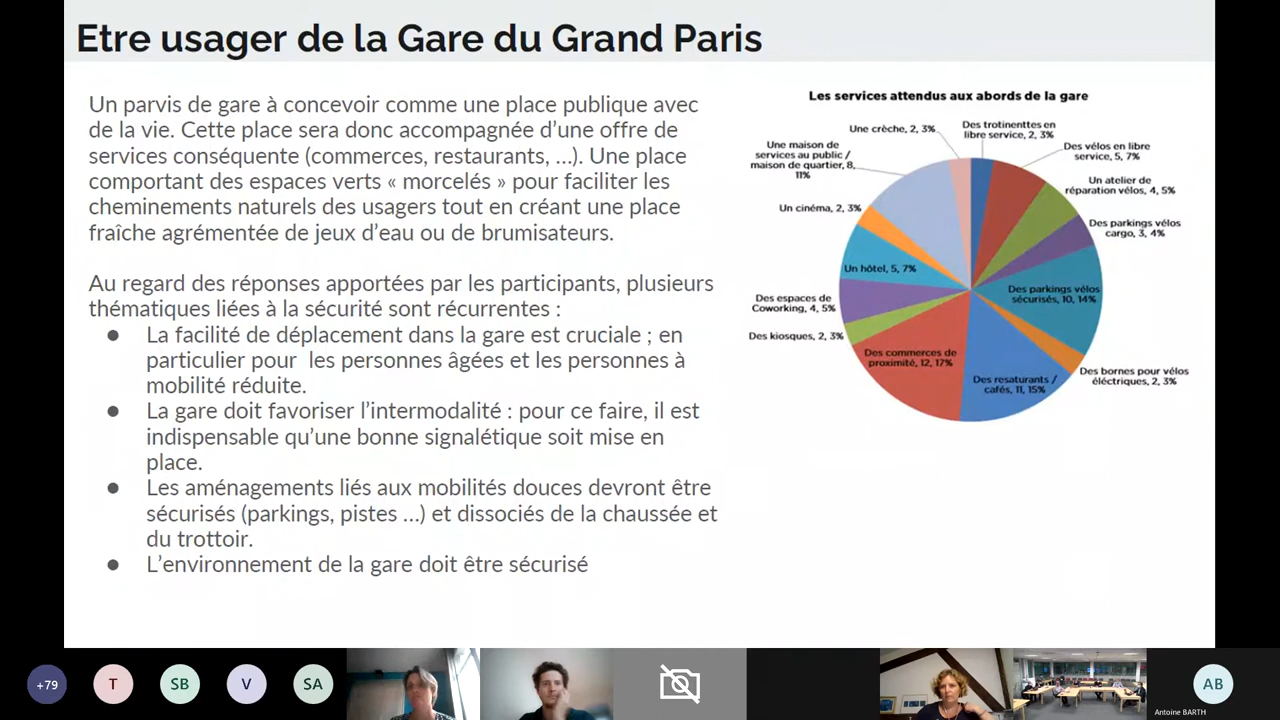 Etre usager de la Gare du Grand Paris
Un parvis de gare à concevoir comme une place publique avec
de la vie. Cette place sera donc accompagnée d'une offre de
services conséquente (commerces, restaurants, ...). Une place
comportant des espaces verts « morcelés » pour faciliter les
cheminements naturels des usagers tout en créant une place
fraîche agrémentée de jeux d'eau ou de brumisateurs.
Au regard des réponses apportées par les participants, plusieurs
thématiques liées à la sécurité sont récurrentes :
● La facilité de déplacement dans la gare est cruciale ; en
particulier pour les personnes âgées et les personnes à
mobilité réduite.
● La gare doit favoriser l'intermodalité : pour ce faire, il est
indispensable qu'une bonne signalétique soit mise en
place.
● Les aménagements liés aux mobilités douces devront être
sécurisés (parkings, pistes ...) et dissociés de la chaussée et
du trottoir.
● L'environnement de la gare doit être sécurisé
Les services attendus aux abords de la gare
Une crèche, 2, 3%
Des trotinenttes en
libre service, 2, 3%
Des vélos en libre
service, 5, 7%
Un atelier de
réparation vélos, 4, 5%
Des parkings vélos
cargo, 3, 4%
Des parkings vélos
sécurisés, 10, 14%
Des bornes pour vélos
éléctriques, 2, 3%
Des resaturants /
cafés, 11, 15%
Des commerces de
proximité, 12, 17%
Des kiosques, 2, 3%
Des espaces de
Coworking, 4, 5%
Un hôtel, 5, 7%
Un cinéma, 2, 3%
Une maison de
services au public /
maison de quartier, 8,
11%
+79
T
SB
V
SA
AB
Antoine BARTH